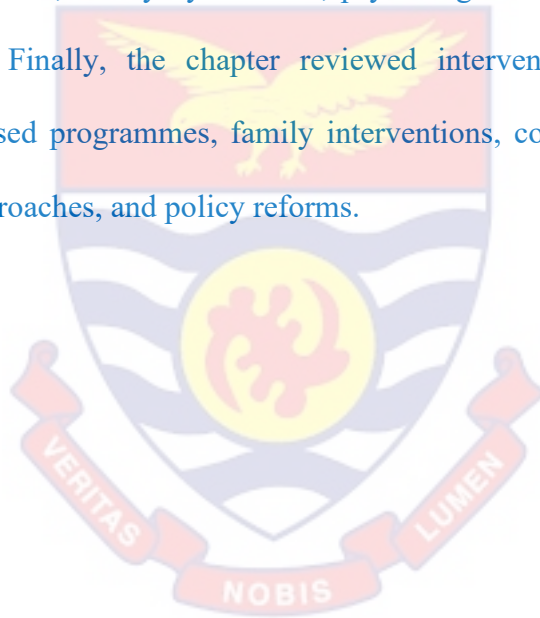 Finally, the chapter reviewed interven
sed programmes, family interventions, co
roaches, and policy reforms.
VERITAS
NOBIS
LUMEN